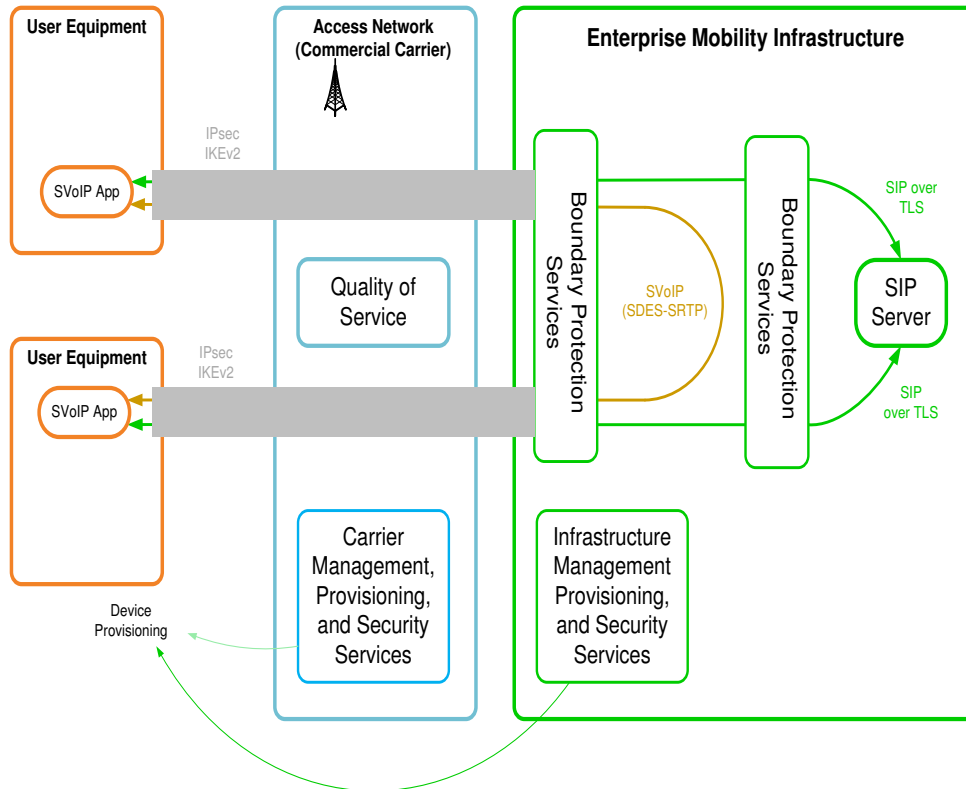 User Equipment
Access Network
(Commercial Carrier)
Enterprise Mobility Infrastructure
IPsec
IKEv2
SVoIP App
Boundary Protection
Services
Boundary Protection
Services
SIP over
TLS
Quality of
Service
SVoIP
(SDES-SRTP)
SIP
Server
User Equipment
IPsec
IKEv2
SVoIP App
SIP
over TLS
Carrier
Management,
Provisioning,
and Security
Services
Infrastructure
Management
Provisioning,
and Security
Services
Device
Provisioning